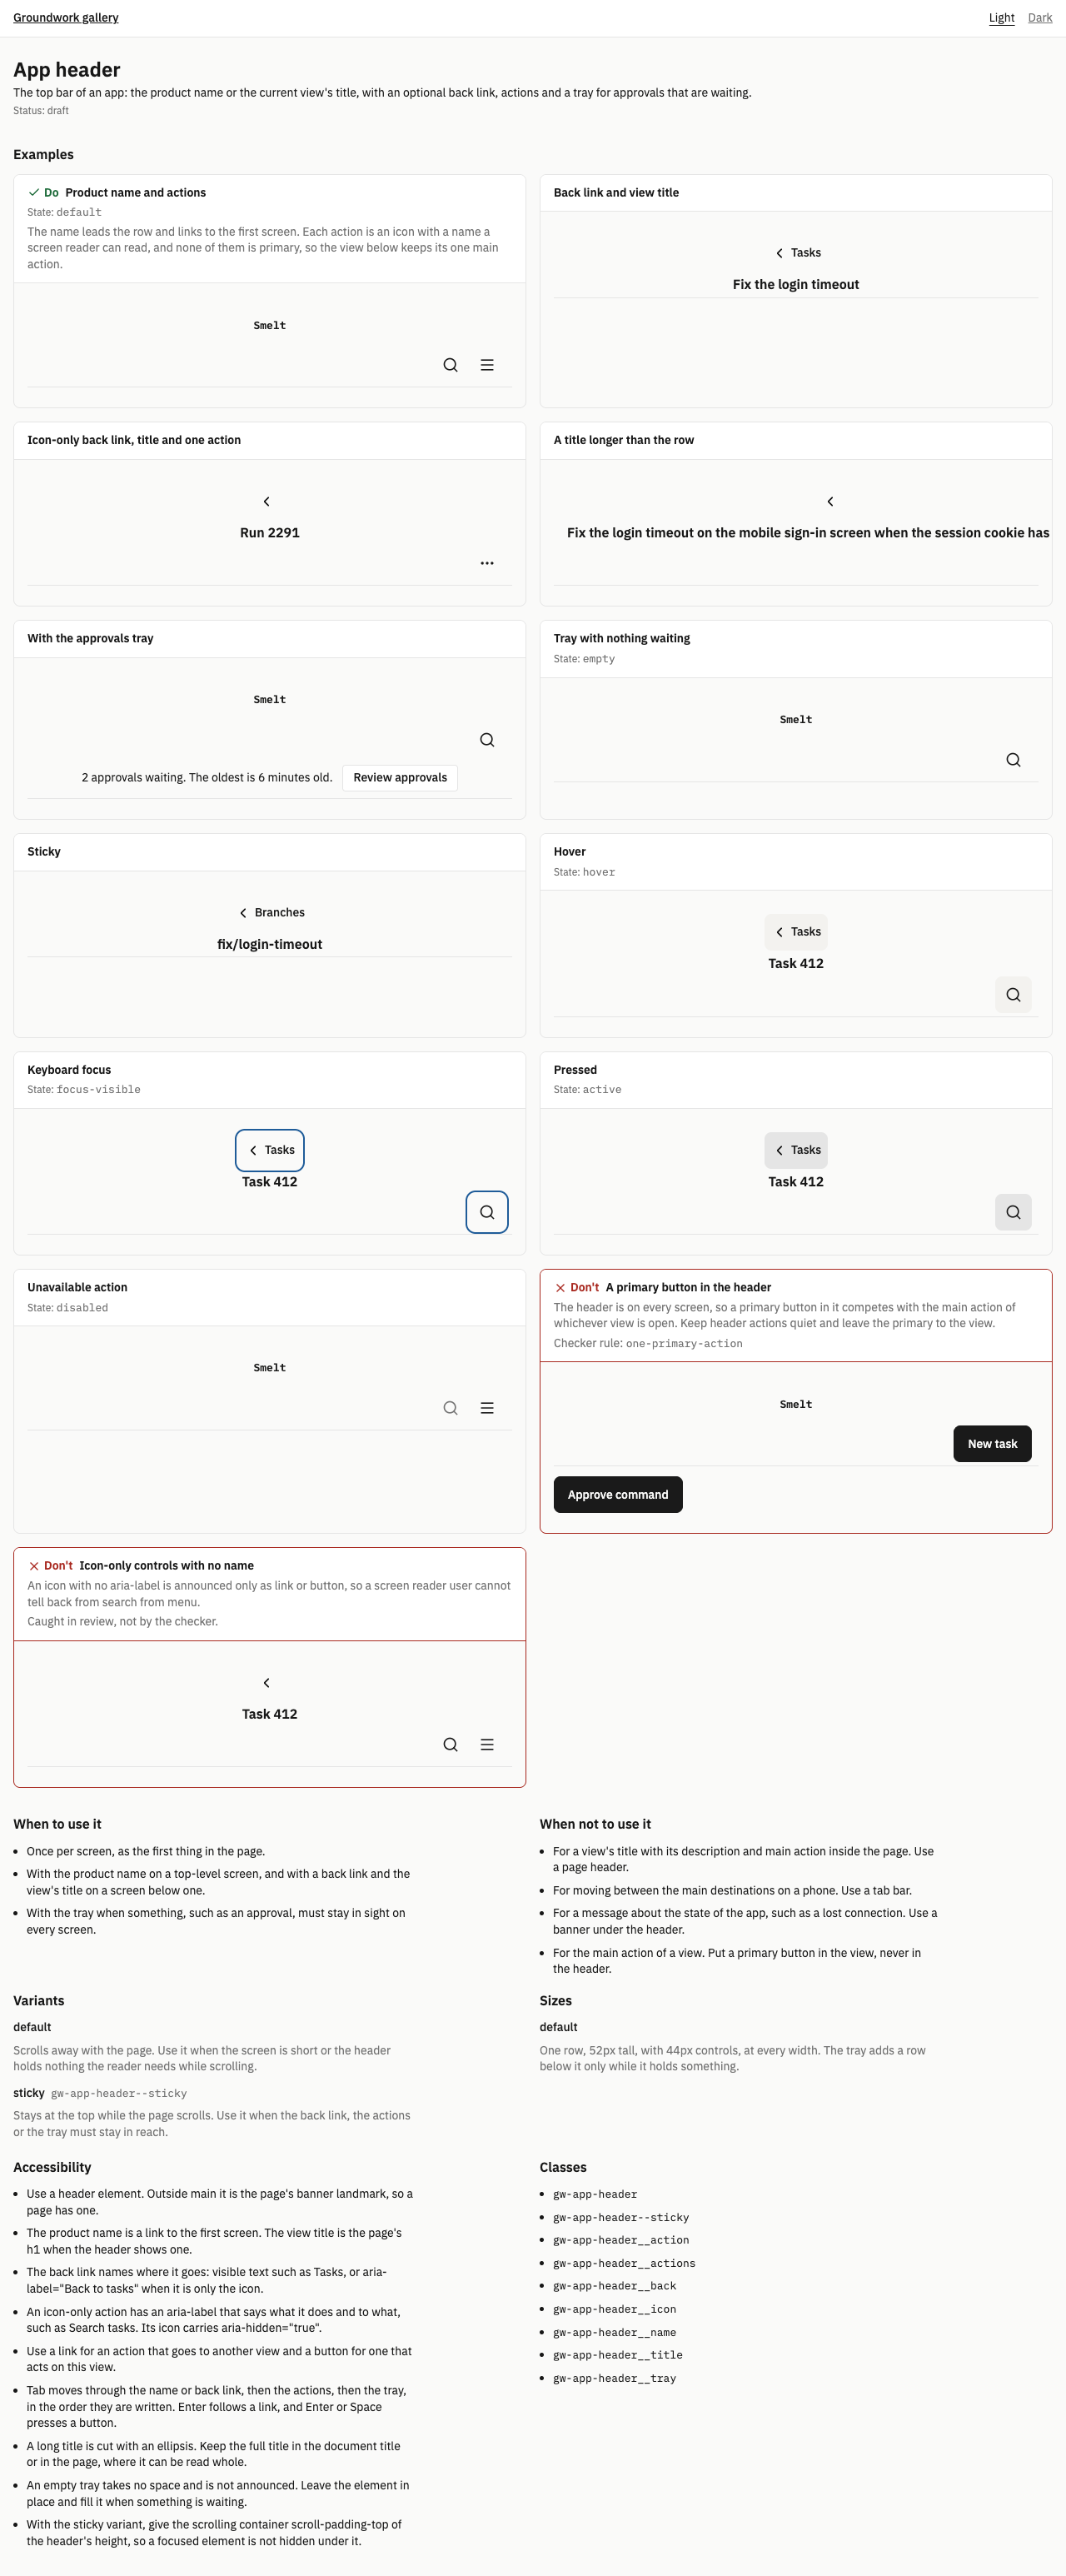 Groundwork gallery
Light Dark
App header
The top bar of an app: the product name or the current view's title, with an optional back link, actions and a tray for approvals that are waiting.
Status: draft
Examples
Do Product name and actions
State: default
The name leads the row and links to the first screen. Each action is an icon with a name a
screen reader can read, and none of them is primary, so the view below keeps its one main
action.
Smelt
Back link and view title
Tasks
Fix the login timeout
Icon-only back link, title and one action
Run 2291
A title longer than the row
Fix the login timeout on the mobile sign-in screen when the session cookie has
With the approvals tray
Smelt
2 approvals waiting. The oldest is 6 minutes old. Review approvals
Tray with nothing waiting
State: empty
Smelt
Sticky
Branches
fix/login-timeout
Hover
State: hover
Tasks
Task 412
Keyboard focus
State: focus-visible
Tasks
Task 412
Pressed
State: active
Tasks
Task 412
Unavailable action
State: disabled
Smelt
Don't A primary button in the header
The header is on every screen, so a primary button in it competes with the main action of
whichever view is open. Keep header actions quiet and leave the primary to the view.
Checker rule: one-primary-action
Smelt
New task
Approve command
Don't Icon-only controls with no name
An icon with no aria-label is announced only as link or button, so a screen reader user cannot
tell back from search from menu.
Caught in review, not by the checker.
Task 412
When to use it
Once per screen, as the first thing in the page.
With the product name on a top-level screen, and with a back link and the
view's title on a screen below one.
With the tray when something, such as an approval, must stay in sight on
every screen.
When not to use it
For a view's title with its description and main action inside the page. Use
a page header.
For moving between the main destinations on a phone. Use a tab bar.
For a message about the state of the app, such as a lost connection. Use a
banner under the header.
For the main action of a view. Put a primary button in the view, never in
the header.
Variants
default
Scrolls away with the page. Use it when the screen is short or the header
holds nothing the reader needs while scrolling.
sticky gw-app-header--sticky
Stays at the top while the page scrolls. Use it when the back link, the actions
or the tray must stay in reach.
Sizes
default
One row, 52px tall, with 44px controls, at every width. The tray adds a row
below it only while it holds something.
Accessibility
Use a header element. Outside main it is the page's banner landmark, so a
page has one.
The product name is a link to the first screen. The view title is the page's
h1 when the header shows one.
The back link names where it goes: visible text such as Tasks, or aria-
label="Back to tasks" when it is only the icon.
An icon-only action has an aria-label that says what it does and to what,
such as Search tasks. Its icon carries aria-hidden="true".
Use a link for an action that goes to another view and a button for one that
acts on this view.
Tab moves through the name or back link, then the actions, then the tray,
in the order they are written. Enter follows a link, and Enter or Space
presses a button.
A long title is cut with an ellipsis. Keep the full title in the document title
or in the page, where it can be read whole.
An empty tray takes no space and is not announced. Leave the element in
place and fill it when something is waiting.
With the sticky variant, give the scrolling container scroll-padding-top of
the header's height, so a focused element is not hidden under it.
Classes
gw-app-header
gw-app-header--sticky
gw-app-header__action
gw-app-header__actions
gw-app-header__back
gw-app-header__icon
gw-app-header__name
gw-app-header__title
gw-app-header__tray